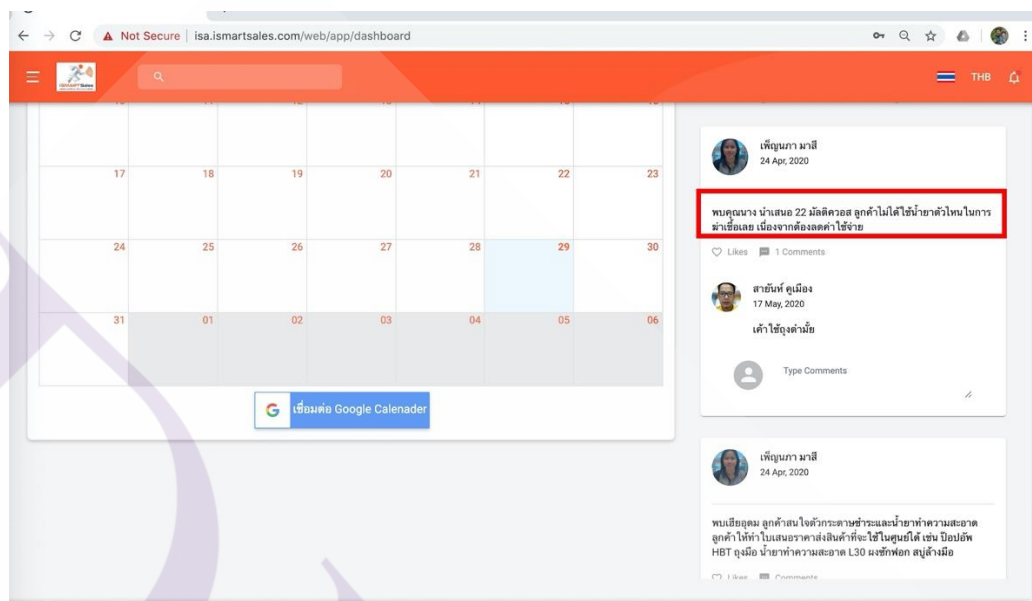 Not Secure | isa.ismartsales.com/web/app/dashboard
THB
17 18 19 20 21 22 23
24 25 26 27 28 29 30
31 01 02 03 04 05 06
เชื่อมต่อ Google Calenader
เพ็ญนภา มาสี
24 Apr, 2020
พบคุณนาง นำเสนอ 22 มัลติควอส ลูกค้าไม่ได้ใช้น้ำยาตัวไหนในการ
ฆ่าเชื้อเลย เนื่องจากต้องลดค่าใช้จ่าย
Likes 1 Comments
สายันท์ คูเมือง
17 May, 2020
เค้าใช้ถุงดำมั้ย
Type Comments
เพ็ญนภา มาสี
24 Apr, 2020
พบเฮียอุดม ลูกค้าสนใจตัวกระดาษชำระและน้ำยาทำความสะอาด
ลูกค้าให้ทำใบเสนอราคาส่งสินค้าที่จะใช้ในศูนย์ได้ เช่น ป๊อปอัพ
HBT ถุงมือ น้ำยาทำความสะอาด L30 ผงซักฟอก สบู่ล้างมือ
Likes Comments